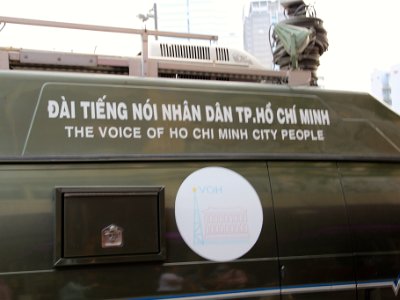 ĐÀI TIẾNG NÓI NHÂN DÂN TP.HỒ CHÍ MINH
THE VOICE OF HO CHI MINH CITY PEOPLE
VOH